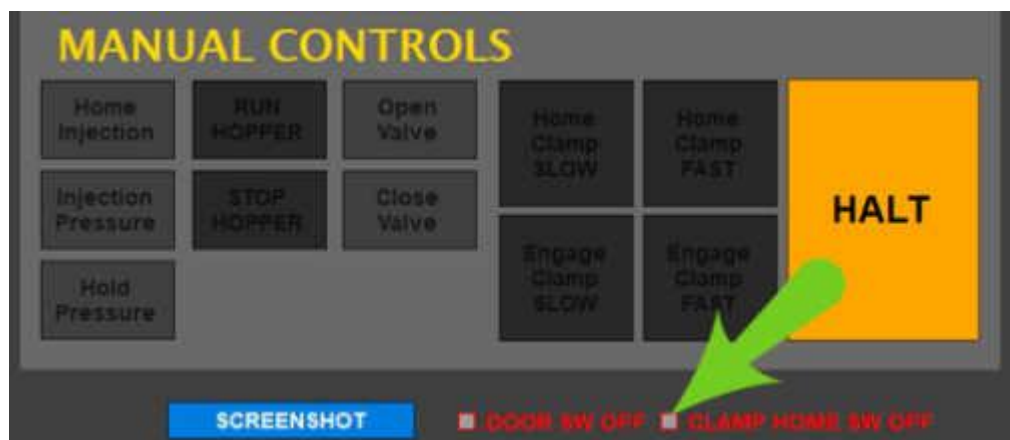 MANUAL CONTROLS
Home
Injection
RUN
HOPPER
Open
Valve
Home
Clamp
SLOW
Home
Clamp
FAST
HALT
Injection
Pressure
STOP
HOPPER
Close
Valve
Engage
Clamp
SLOW
Engage
Clamp
FAST
Hold
Pressure
SCREENSHOT
DOOR SW OFF
CLAMP HOME SW OFF